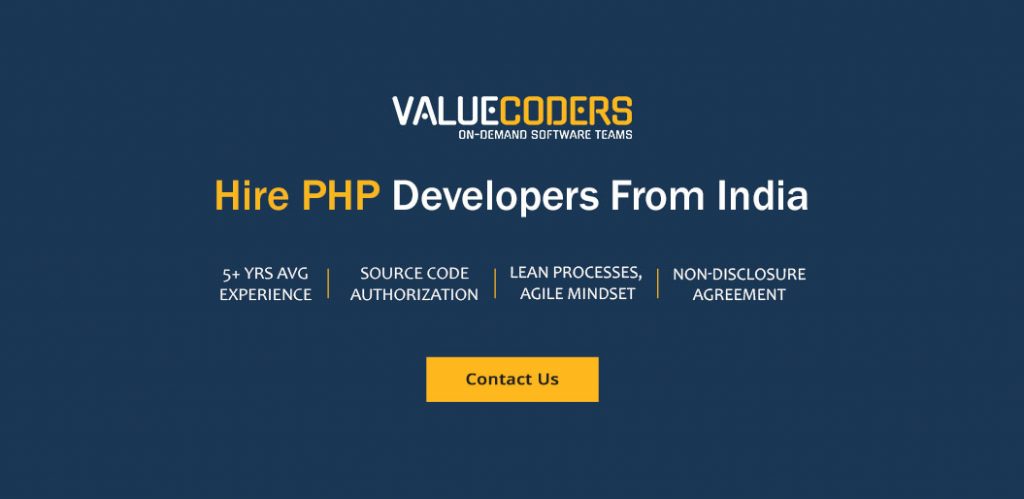 VALUECODERS
ON-DEMAND SOFTWARE TEAMS
Hire PHP Developers From India
5+ YRS AVG
EXPERIENCE
SOURCE CODE
AUTHORIZATION
LEAN PROCESSES,
AGILE MINDSET
NON-DISCLOSURE
AGREEMENT
Contact Us